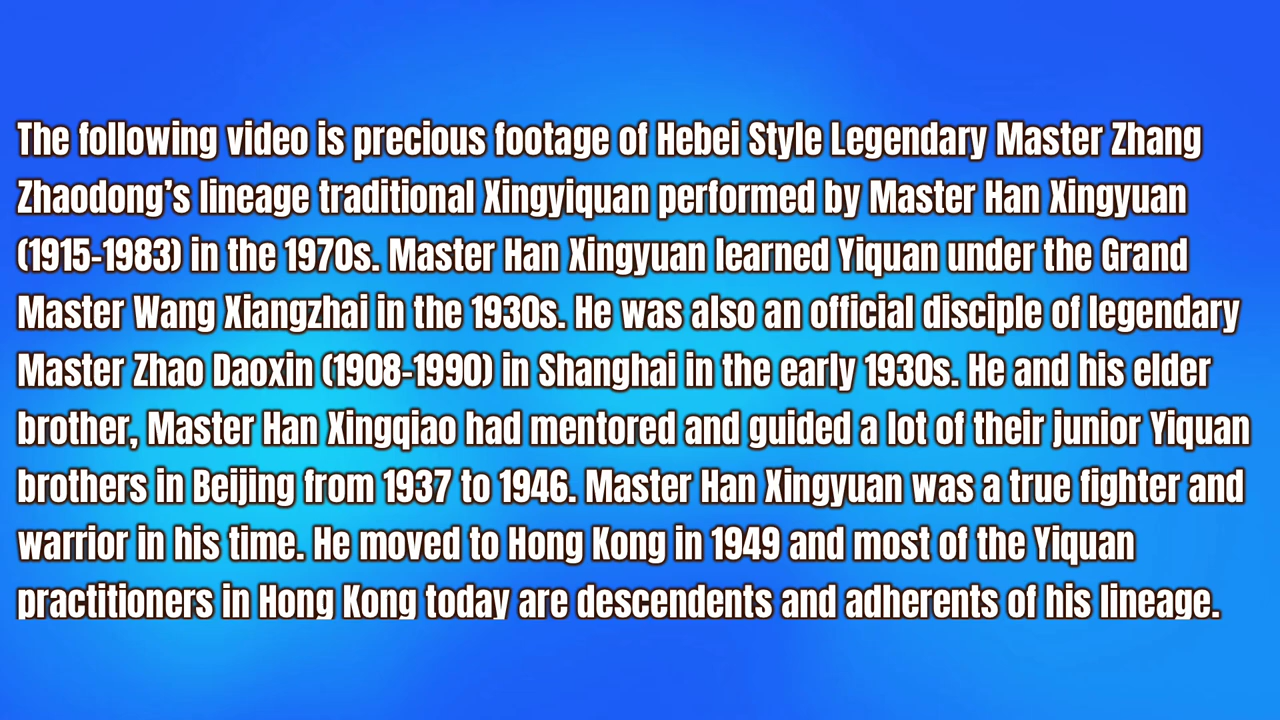 The following video is precious footage of Hebei Style Legendary Master Zhang
Zhaodong’s lineage traditional Xingyiquan performed by Master Han Xingyuan
(1915-1983) in the 1970s. Master Han Xingyuan learned Yiquan under the Grand
Master Wang Xiangzhai in the 1930s. He was also an official disciple of legendary
Master Zhao Daoxin (1908-1990) in Shanghai in the early 1930s. He and his elder
brother, Master Han Xingqiao had mentored and guided a lot of their junior Yiquan
brothers in Beijing from 1937 to 1946. Master Han Xingyuan was a true fighter and
warrior in his time. He moved to Hong Kong in 1949 and most of the Yiquan
practitioners in Hong Kong today are descendents and adherents of his lineage.